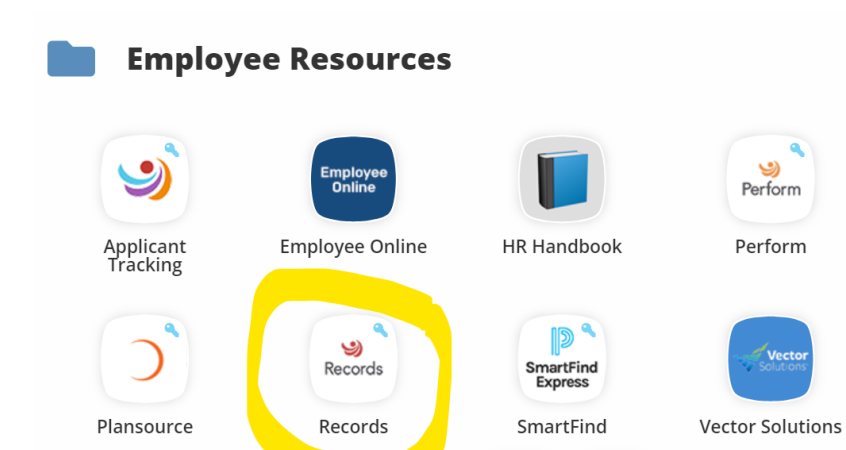 Employee Resources
Employee
Online
Perform
Applicant
Tracking
Employee Online
HR Handbook
Perform
Records
SmartFind
Express
Vector
Solutions
Plansource
Records
SmartFind
Vector Solutions